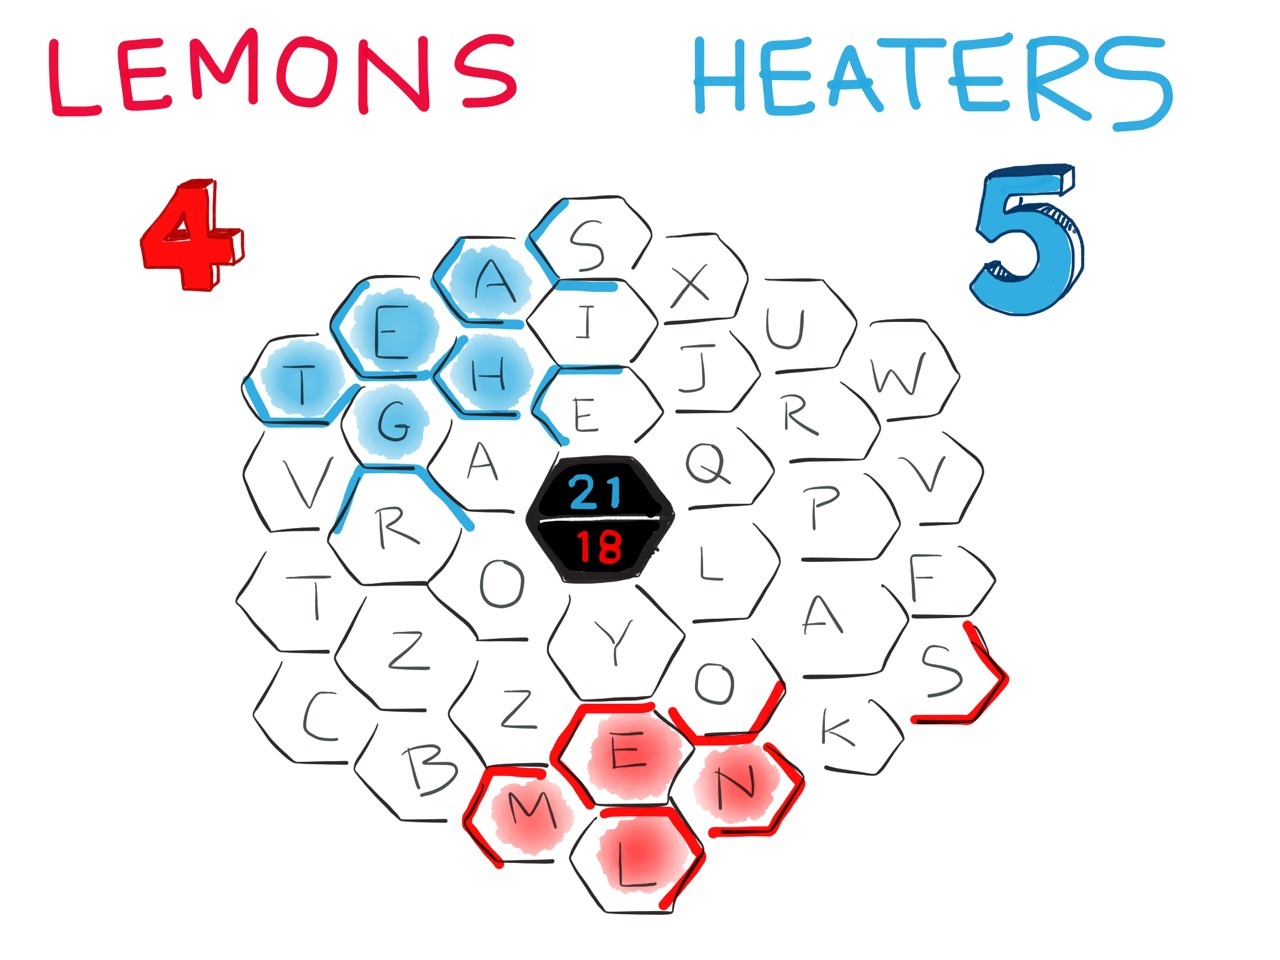 LEMONS HEATERS
4 5
S
A X
E I U
T H J W
G E R
V A Q V
21
R P
18
T O L F
Z Y A
C Z O S
B E K
M N
L